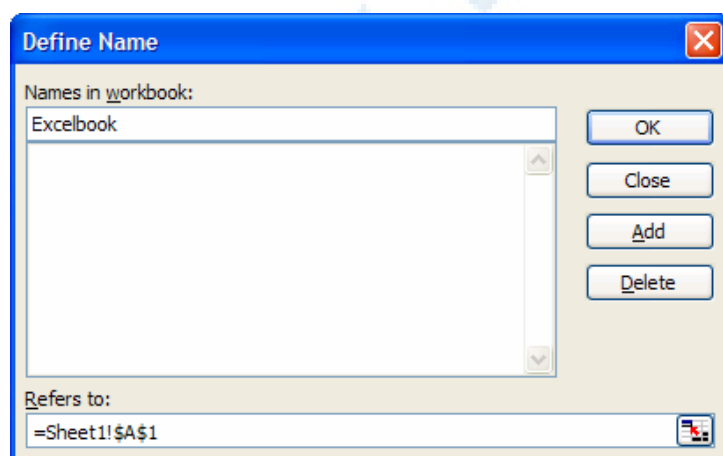 Define Name
Names in workbook:
Excelbook
OK
Close
Add
Delete
Refers to:
=Sheet1!$A$1